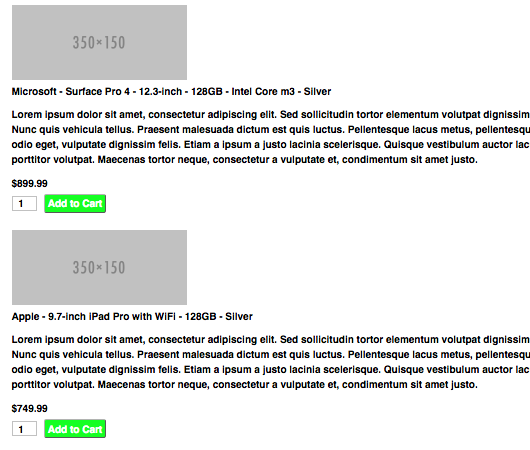 350×150
Microsoft - Surface Pro 4 - 12.3-inch - 128GB - Intel Core m3 - Silver
Lorem ipsum dolor sit amet, consectetur adipiscing elit. Sed sollicitudin tortor elementum volutpat dignissim
Nunc quis vehicula tellus. Praesent malesuada dictum est quis luctus. Pellentesque lacus metus, pellentesqu
odio eget, vulputate dignissim felis. Etiam a ipsum a justo lacinia scelerisque. Quisque vestibulum auctor lac
porttitor volutpat. Maecenas tortor neque, consectetur a vulputate et, condimentum sit amet justo.
$899.99
1 Add to Cart
350×150
Apple - 9.7-inch iPad Pro with WiFi - 128GB - Silver
Lorem ipsum dolor sit amet, consectetur adipiscing elit. Sed sollicitudin tortor elementum volutpat dignissim
Nunc quis vehicula tellus. Praesent malesuada dictum est quis luctus. Pellentesque lacus metus, pellentesqu
odio eget, vulputate dignissim felis. Etiam a ipsum a justo lacinia scelerisque. Quisque vestibulum auctor lac
porttitor volutpat. Maecenas tortor neque, consectetur a vulputate et, condimentum sit amet justo.
$749.99
1 Add to Cart